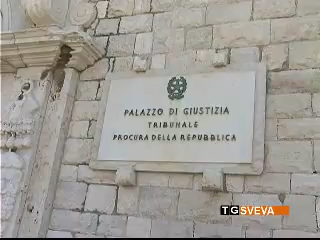 PALAZZO DI GIUSTIZIA
TRIBUNALE
PROCURA DELLA REPUBBLICA
TGSVEVA